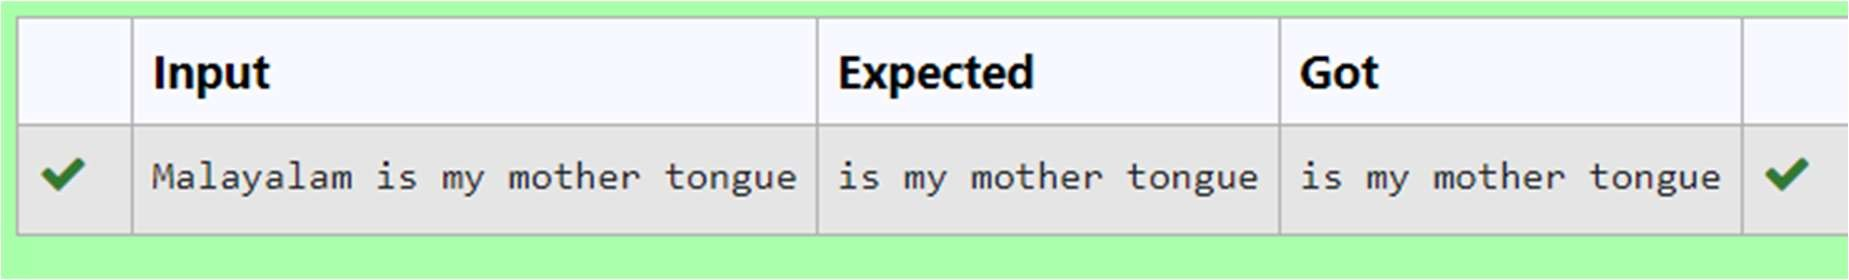 Input Expected Got
Malayalam is my mother tongue is my mother tongue is my mother tongue